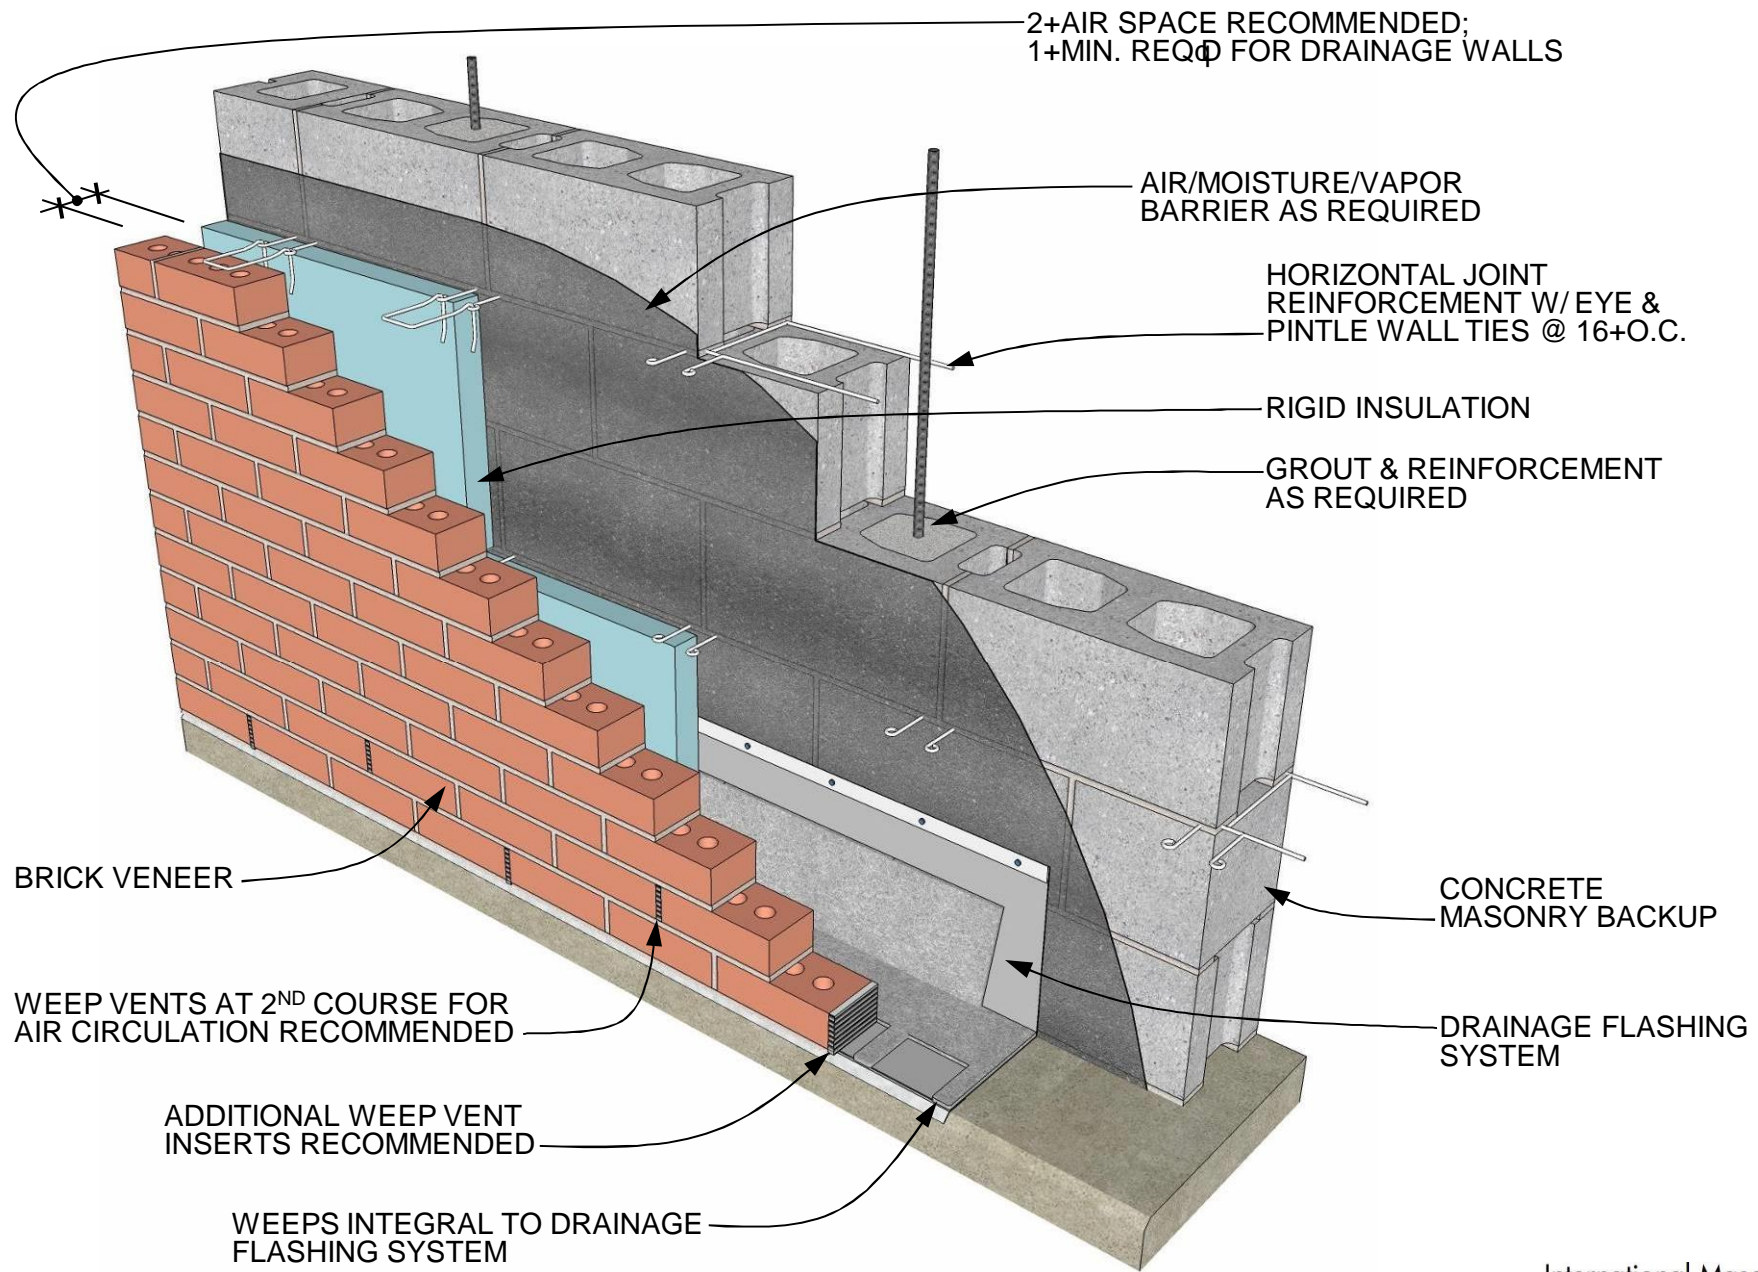 2+AIR SPACE RECOMMENDED;
1+MIN. REQφD FOR DRAINAGE WALLS
AIR/MOISTURE/VAPOR
BARRIER AS REQUIRED
HORIZONTAL JOINT
REINFORCEMENT W/ EYE &
PINTLE WALL TIES @ 16+O.C.
RIGID INSULATION
GROUT & REINFORCEMENT
AS REQUIRED
BRICK VENEER
CONCRETE
MASONRY BACKUP
WEEP VENTS AT 2ND COURSE FOR
AIR CIRCULATION RECOMMENDED
DRAINAGE FLASHING
SYSTEM
ADDITIONAL WEEP VENT
INSERTS RECOMMENDED
WEEPS INTEGRAL TO DRAINAGE
FLASHING SYSTEM
International